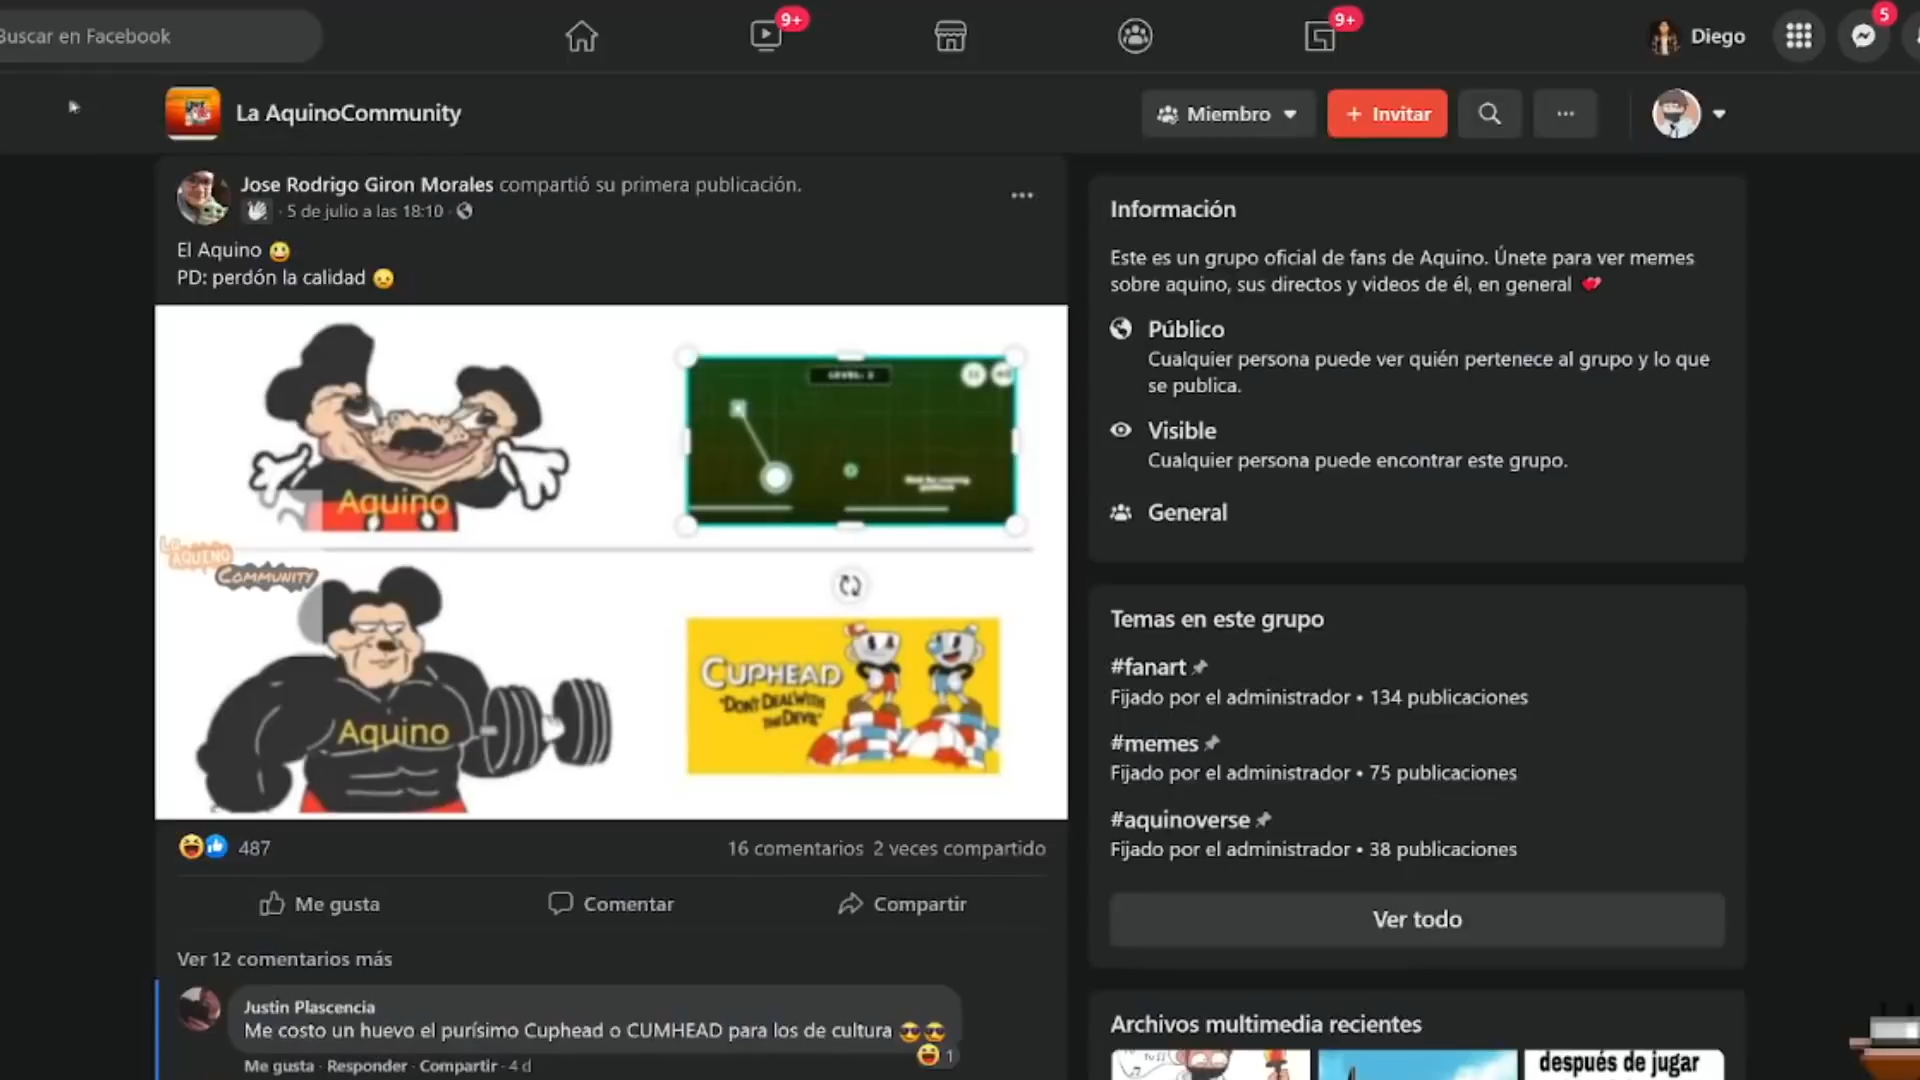 Buscar en Facebook
9+
9+
Diego
5
La AquinoCommunity
Miembro
+ Invitar
Jose Rodrigo Giron Morales compartió su primera publicación.
· 5 de julio a las 18:10 ·
El Aquino
PD: perdón la calidad
Aquino
LEVEL: 3
LA AQUINO
COMMUNITY
Aquino
CUPHEAD
"DON'T DEAL WITH
THE DEVIL"
487
16 comentarios 2 veces compartido
Me gusta
Comentar
Compartir
Ver 12 comentarios más
Justin Plascencia
Me costo un huevo el purísimo Cuphead o CUMHEAD para los de cultura
1
Me gusta · Responder · Compartir · 4 d
Información
Este es un grupo oficial de fans de Aquino. Únete para ver memes
sobre aquino, sus directos y videos de él, en general
Público
Cualquier persona puede ver quién pertenece al grupo y lo que
se publica.
Visible
Cualquier persona puede encontrar este grupo.
General
Temas en este grupo
#fanart
Fijado por el administrador • 134 publicaciones
#memes
Fijado por el administrador • 75 publicaciones
#aquinoverse
Fijado por el administrador • 38 publicaciones
Ver todo
Archivos multimedia recientes
después de jugar